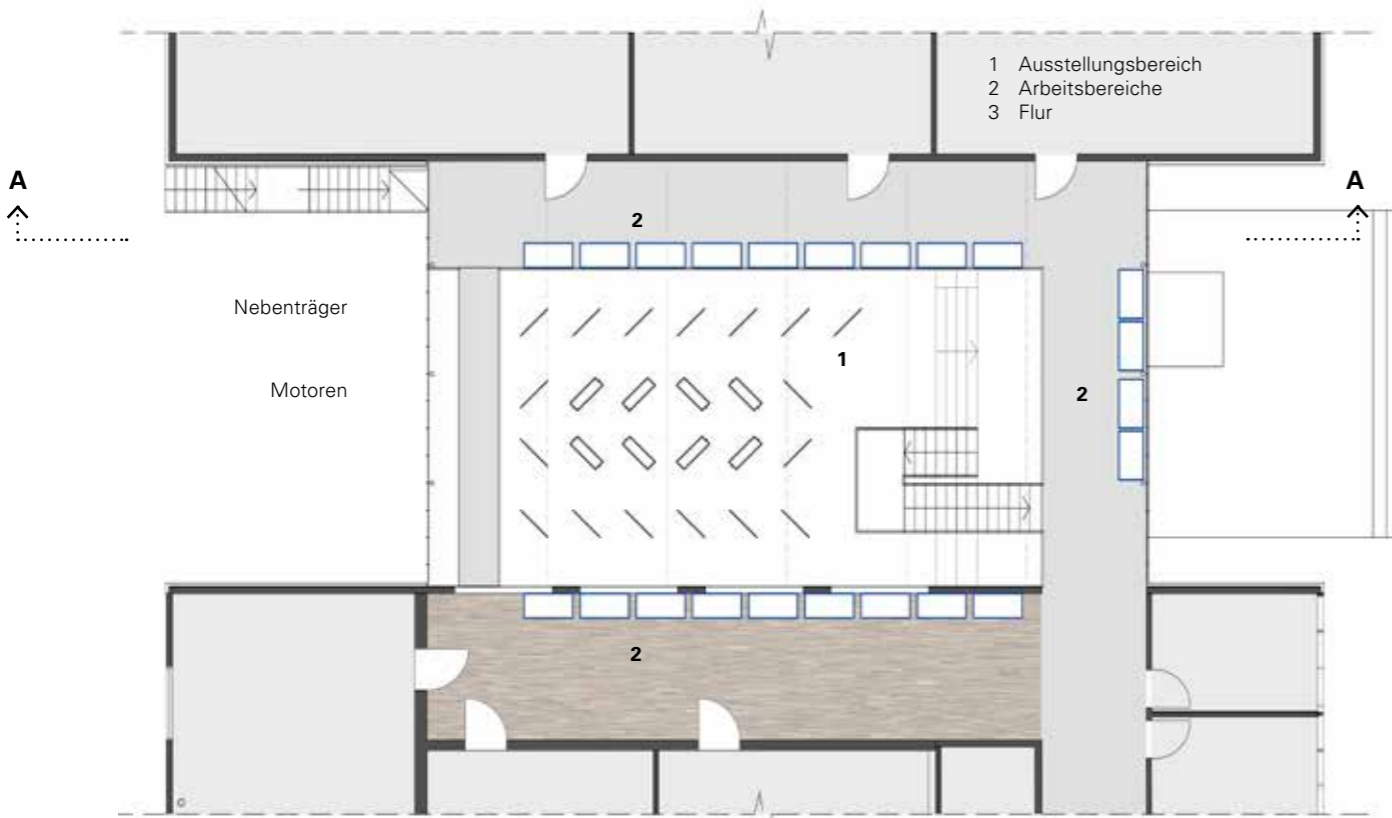 1 Ausstellungsbereich
2 Arbeitsbereiche
3 Flur
A
A
2
Nebenträger
1
Motoren
2
2